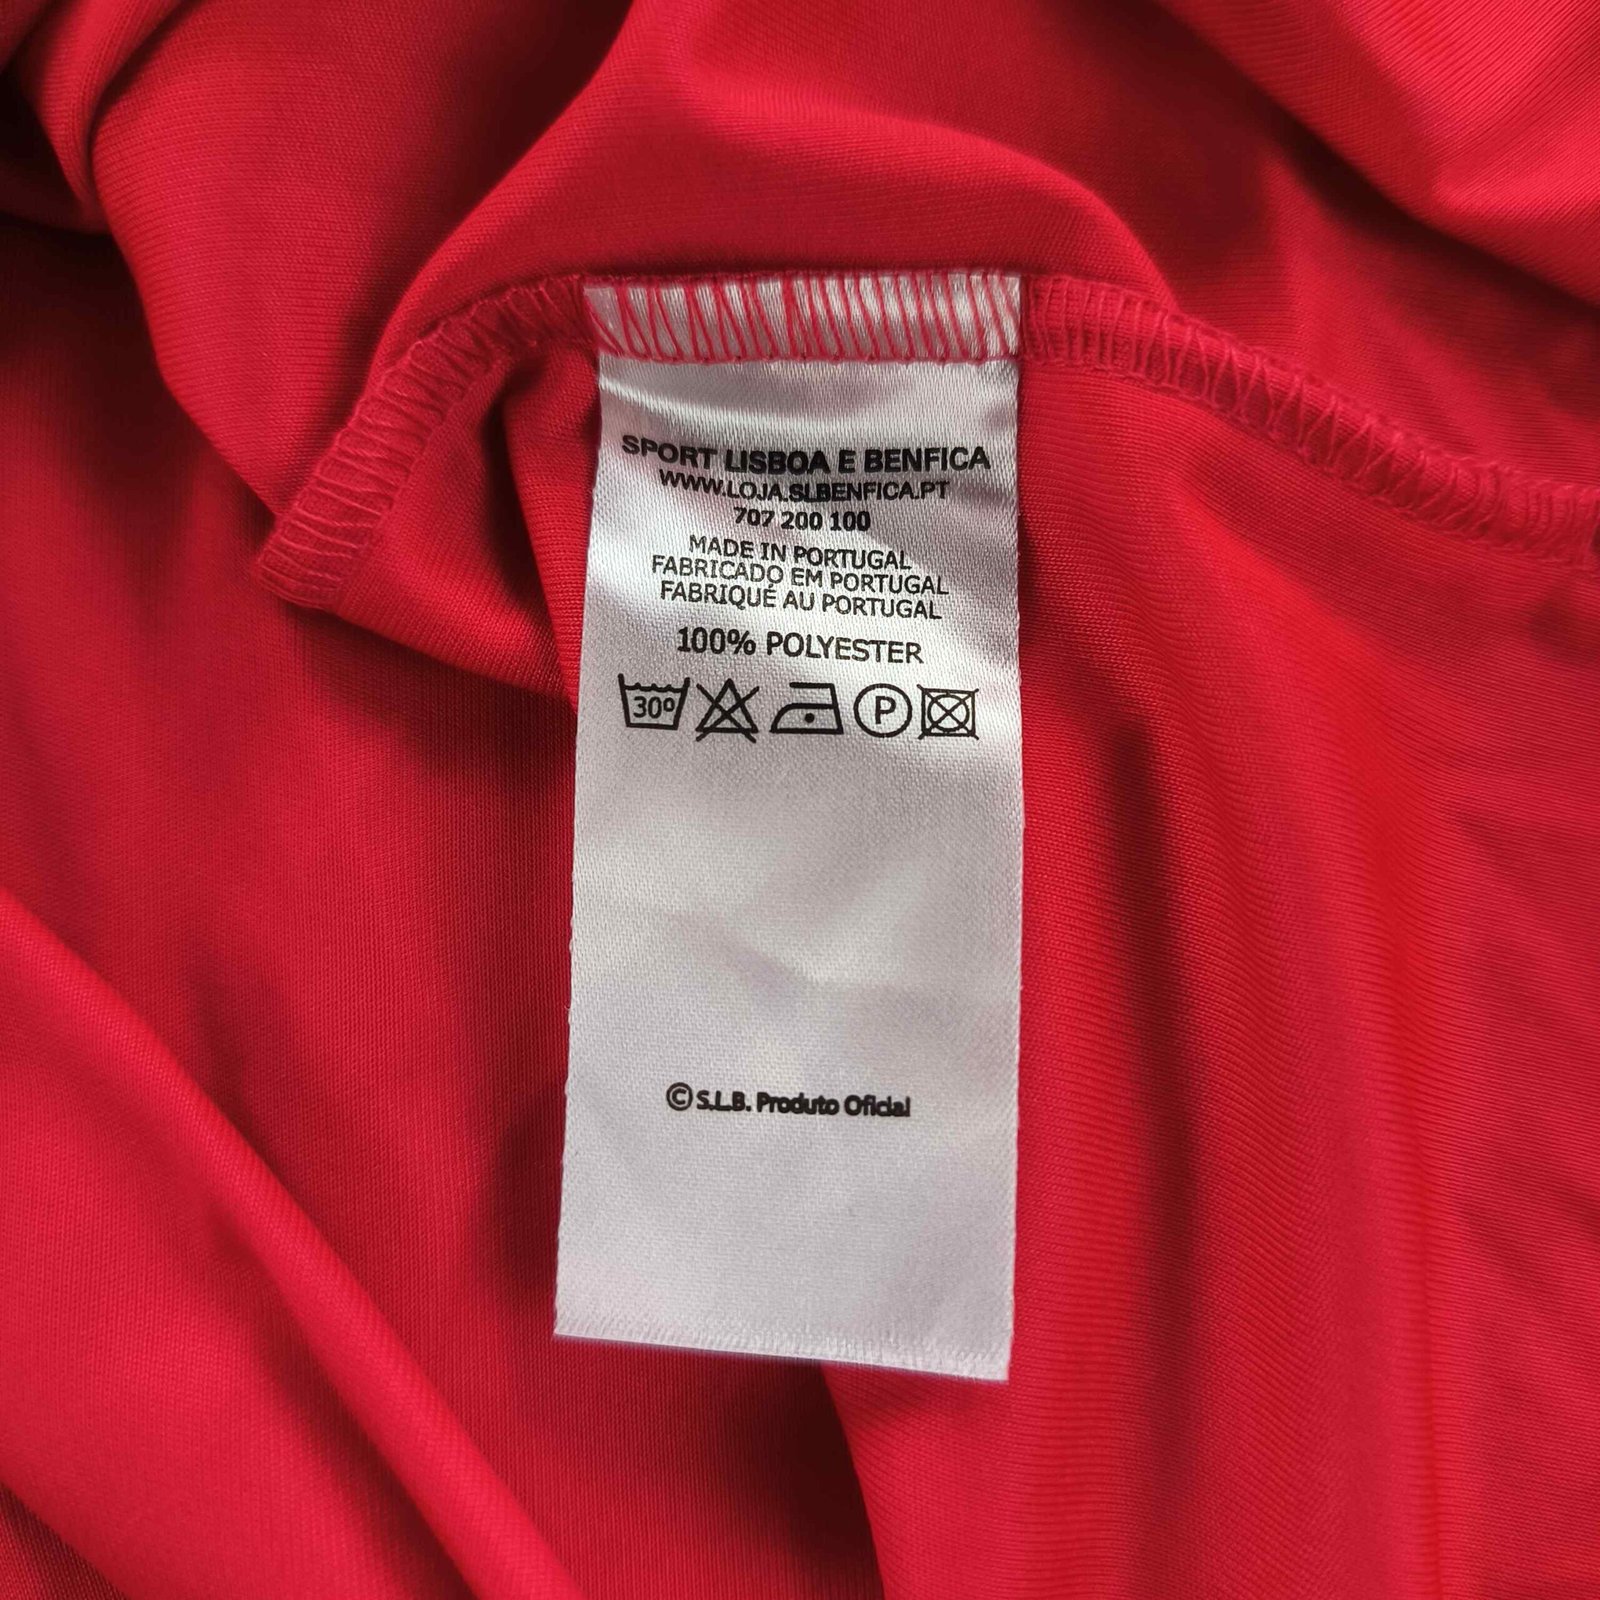 SPORT LISBOA E BENFICA
WWW.LOJA.SLBENFICA.PT
707 200 100
MADE IN PORTUGAL
FABRICADO EM PORTUGAL
FABRIQUÉ AU PORTUGAL
100% POLYESTER
30º P
© S.L.B. Produto Oficial